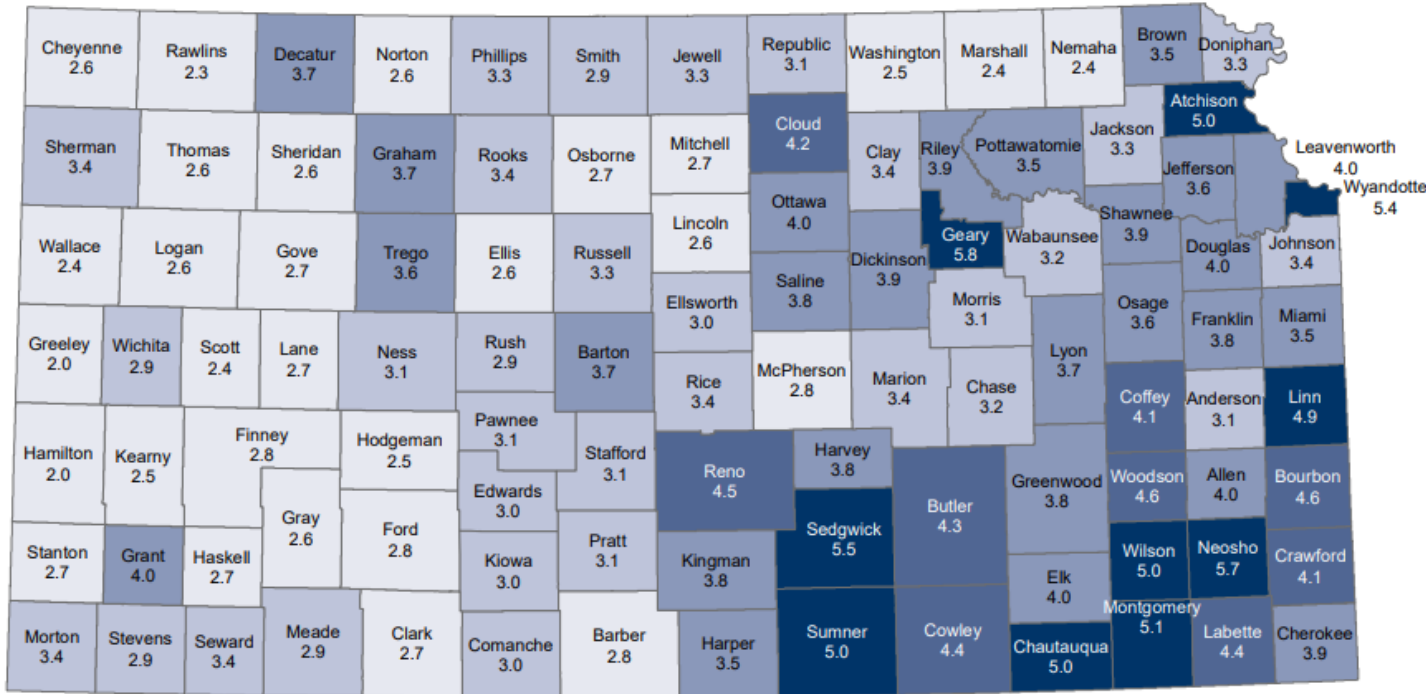 Cheyenne
2.6
Rawlins
2.3
Decatur
3.7
Norton
2.6
Phillips
3.3
Smith
2.9
Jewell
3.3
Republic
3.1
Washington
2.5
Marshall
2.4
Nemaha
2.4
Brown
3.5
Doniphan
3.3
Atchison
5.0
Sherman
3.4
Thomas
2.6
Sheridan
2.6
Graham
3.7
Rooks
3.4
Osborne
2.7
Mitchell
2.7
Cloud
4.2
Clay
3.4
Riley
3.9
Pottawatomie
3.5
Jackson
3.3
Jefferson
3.6
Leavenworth
4.0
Wyandotte
5.4
Wallace
2.4
Logan
2.6
Gove
2.7
Trego
3.6
Ellis
2.6
Russell
3.3
Lincoln
2.6
Ottawa
4.0
Saline
3.8
Dickinson
3.9
Geary
5.8
Wabaunsee
3.2
Shawnee
3.9
Douglas
4.0
Johnson
3.4
Ellsworth
3.0
Morris
3.1
Osage
3.6
Franklin
3.8
Miami
3.5
Greeley
2.0
Wichita
2.9
Scott
2.4
Lane
2.7
Ness
3.1
Rush
2.9
Barton
3.7
Rice
3.4
McPherson
2.8
Marion
3.4
Chase
3.2
Lyon
3.7
Coffey
4.1
Anderson
3.1
Linn
4.9
Hamilton
2.0
Kearny
2.5
Finney
2.8
Hodgeman
2.5
Pawnee
3.1
Stafford
3.1
Edwards
3.0
Reno
4.5
Harvey
3.8
Butler
4.3
Greenwood
3.8
Woodson
4.6
Allen
4.0
Bourbon
4.6
Gray
2.6
Ford
2.8
Stanton
2.7
Grant
4.0
Haskell
2.7
Kiowa
3.0
Pratt
3.1
Kingman
3.8
Sedgwick
5.5
Elk
4.0
Wilson
5.0
Neosho
5.7
Crawford
4.1
Morton
3.4
Stevens
2.9
Seward
3.4
Meade
2.9
Clark
2.7
Comanche
3.0
Barber
2.8
Harper
3.5
Sumner
5.0
Cowley
4.4
Chautauqua
5.0
Montgomery
5.1
Labette
4.4
Cherokee
3.9